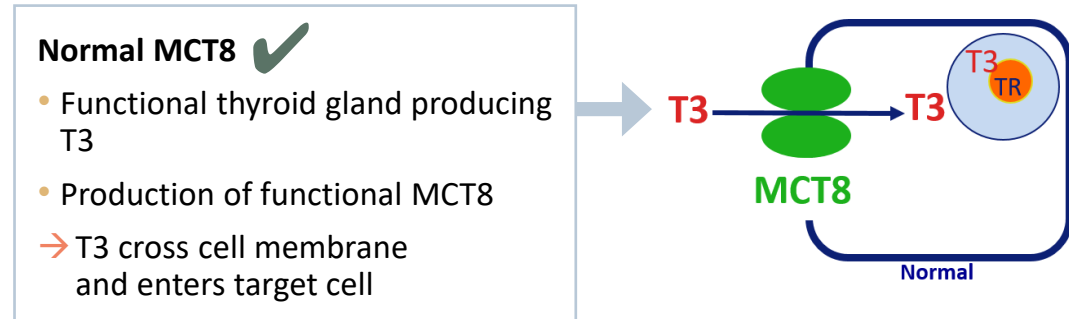 Normal MCT8 ✔
• Functional thyroid gland producing
T3
• Production of functional MCT8
→ T3 cross cell membrane
and enters target cell
T3
MCT8
T3
T3
TR
Normal